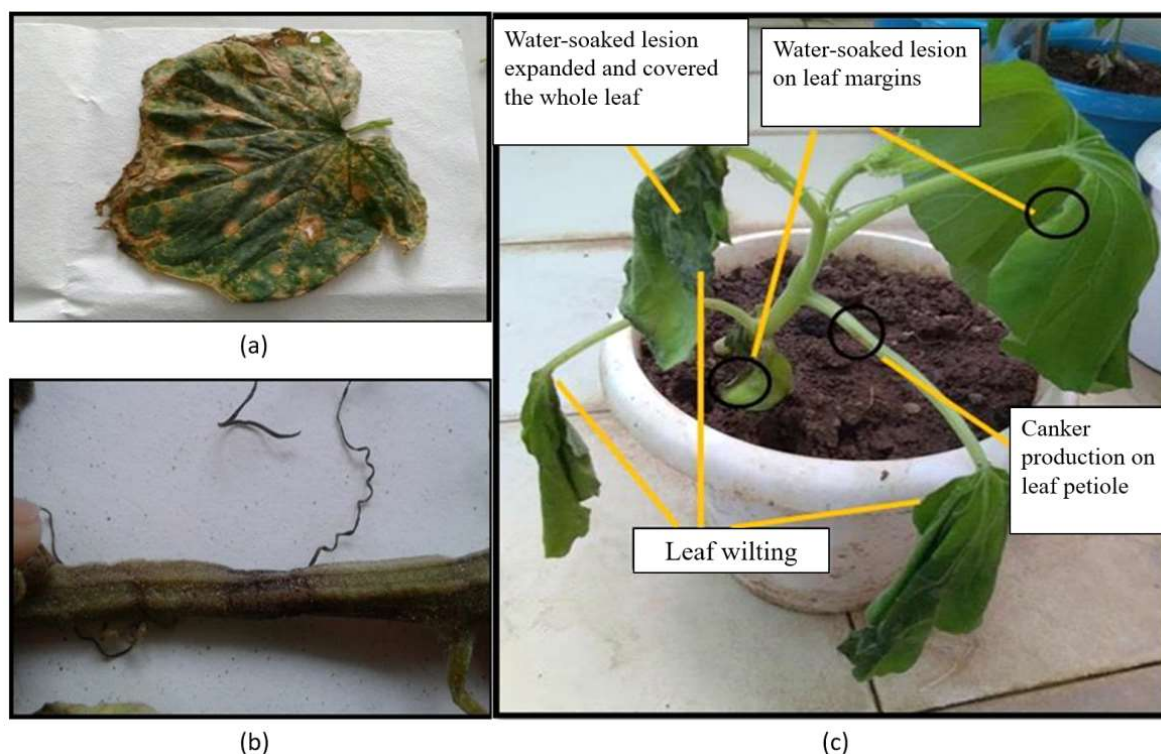 Water-soaked lesion
expanded and covered
the whole leaf
Water-soaked lesion
on leaf margins
(a)
Canker
production on
leaf petiole
Leaf wilting
(b)
(c)